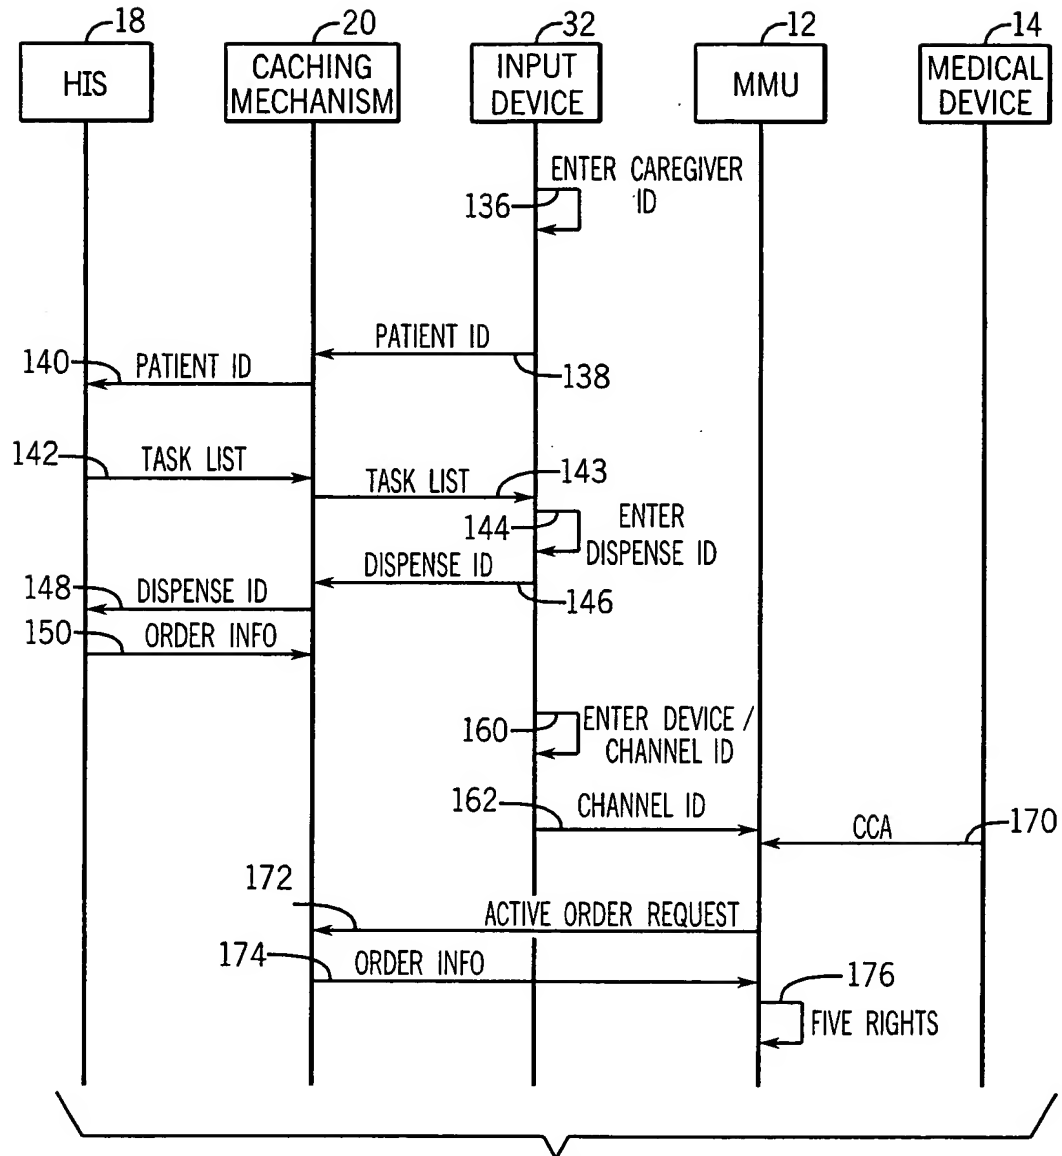 18
20
32
12
14
HIS
CACHING
MECHANISM
INPUT
DEVICE
MMU
MEDICAL
DEVICE
ENTER CAREGIVER
ID
136
PATIENT ID
138
140
PATIENT ID
142
TASK LIST
TASK LIST
143
144
ENTER
DISPENSE ID
DISPENSE ID
146
148
DISPENSE ID
150
ORDER INFO
160
ENTER DEVICE /
CHANNEL ID
162
CHANNEL ID
CCA
170
172
ACTIVE ORDER REQUEST
174
ORDER INFO
176
FIVE RIGHTS